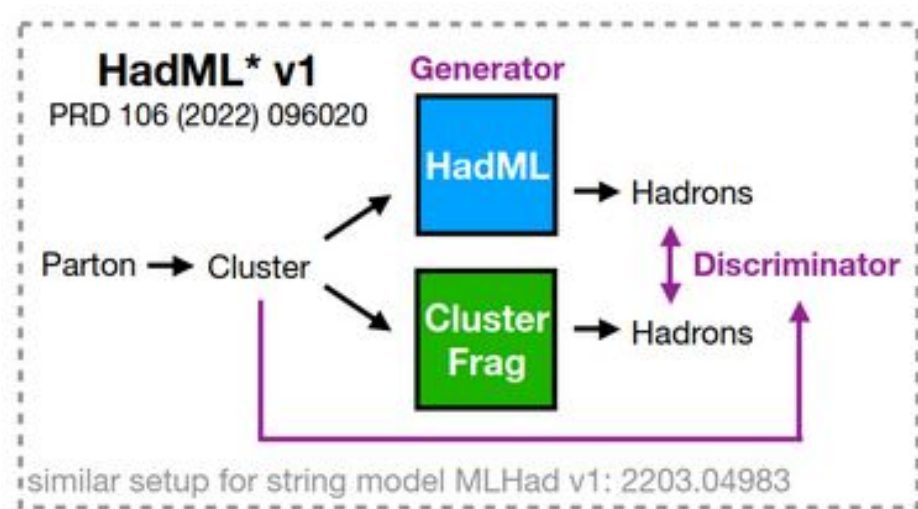 HadML* v1
PRD 106 (2022) 096020
Generator
HadML
Hadrons
Parton
Cluster
Discriminator
Cluster
Frag
Hadrons
similar setup for string model MLHad v1: 2203.04983